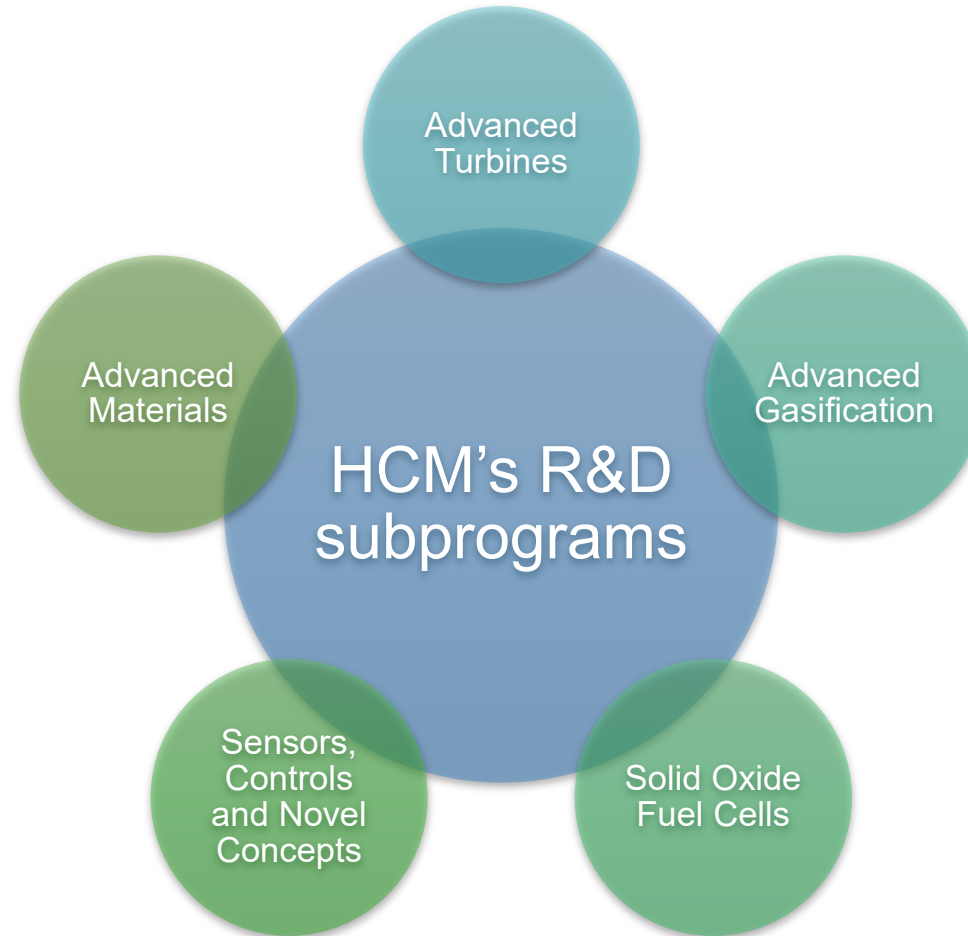 Advanced
Turbines
Advanced
Materials
Advanced
Gasification
HCM’s R&D
subprograms
Sensors,
Controls
and Novel
Concepts
Solid Oxide
Fuel Cells